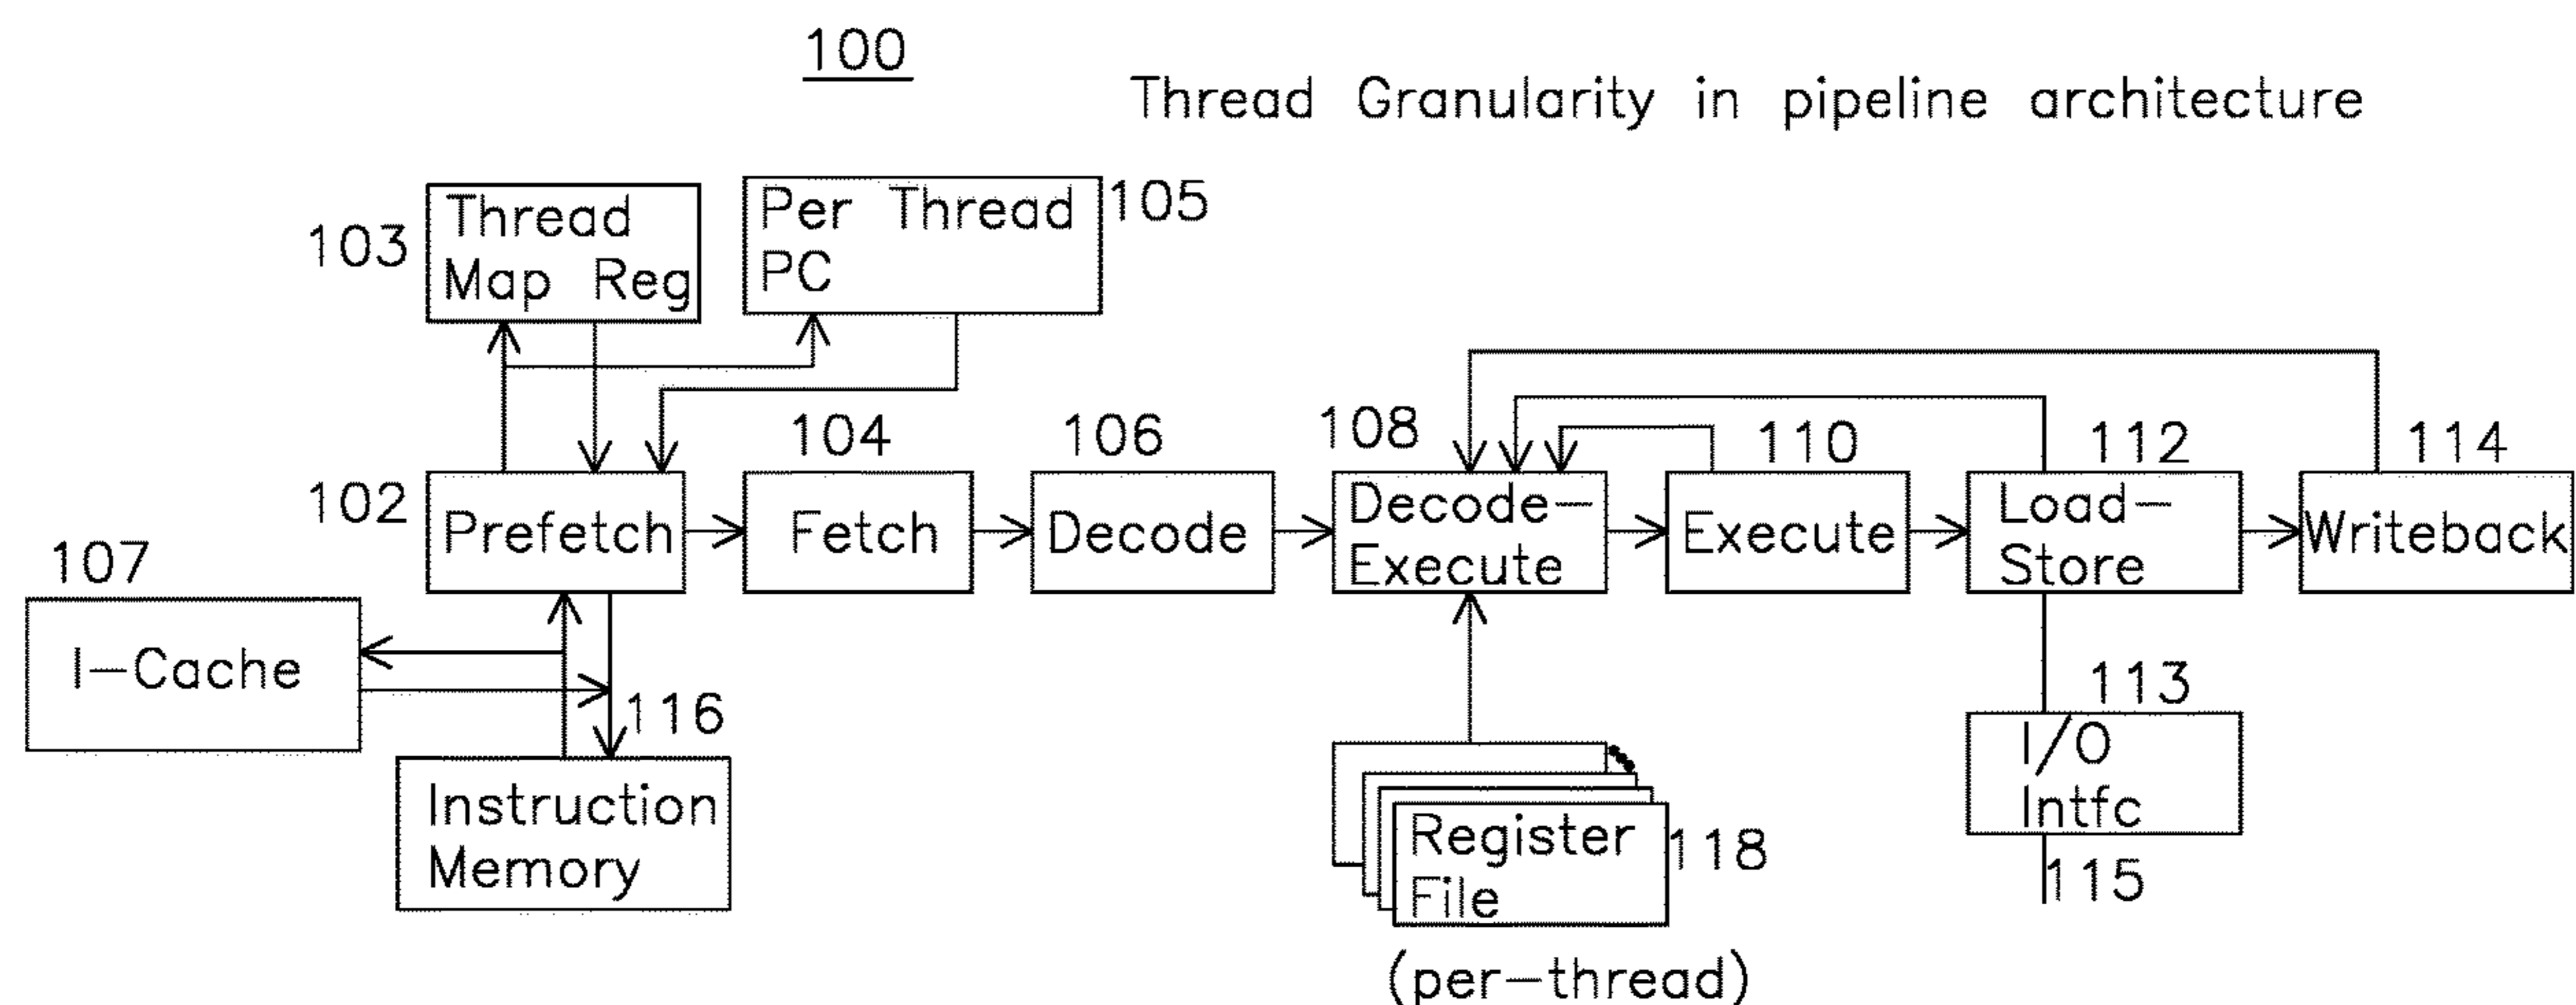 100
Thread Granularity in pipeline architecture
103
Thread
Map Reg
Per Thread
PC
105
102
Prefetch
104
Fetch
106
Decode
108
Decode-
Execute
110
Execute
112
Load-
Store
114
Writeback
107
I-Cache
116
Instruction
Memory
Register
File
118
(per-thread)
113
I/O
Intfc
115